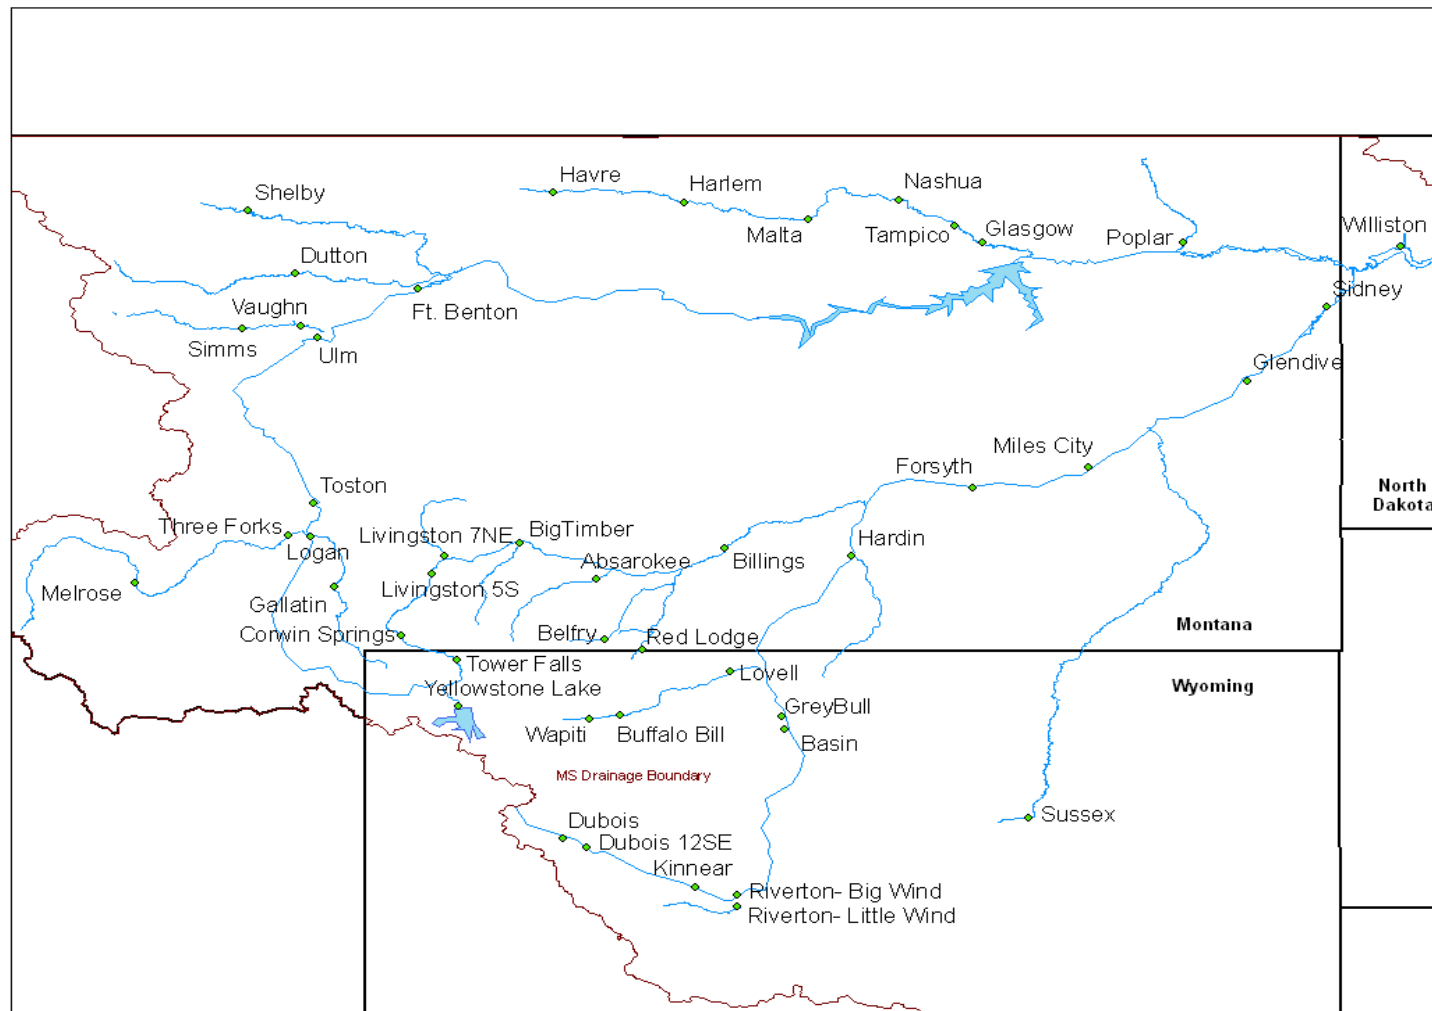 Havre
Harlem
Nashua
Shelby
Malta
Tampico
Glasgow
Poplar
Williston
Dutton
Sidney
Vaughn
Ft. Benton
Simms
Ulm
Glendive
Miles City
Forsyth
Toston
North
Dakota
Three Forks
Logan
Livingston 7NE
BigTimber
Hardin
Absarokee
Billings
Melrose
Gallatin
Livingston 5S
Corwin Springs
Belfry
Red Lodge
Montana
Tower Falls
Lovell
Yellowstone Lake
Wyoming
GreyBull
Wapiti
Buffalo Bill
Basin
MS Drainage Boundary
Dubois
Sussex
Dubois 12SE
Kinnear
Riverton- Big Wind
Riverton- Little Wind